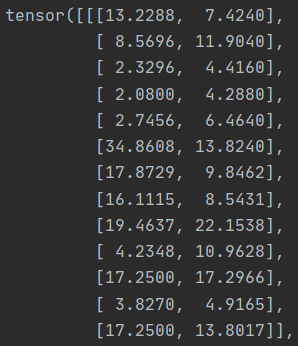 tensor([[[13.2288,  7.4240],
         [ 8.5696, 11.9040],
         [ 2.3296,  4.4160],
         [ 2.0800,  4.2880],
         [ 2.7456,  6.4640],
         [34.8608, 13.8240],
         [17.8729,  9.8462],
         [16.1115,  8.5431],
         [19.4637, 22.1538],
         [ 4.2348, 10.9628],
         [17.2500, 17.2966],
         [ 3.8270,  4.9165],
         [17.2500, 13.8017]],